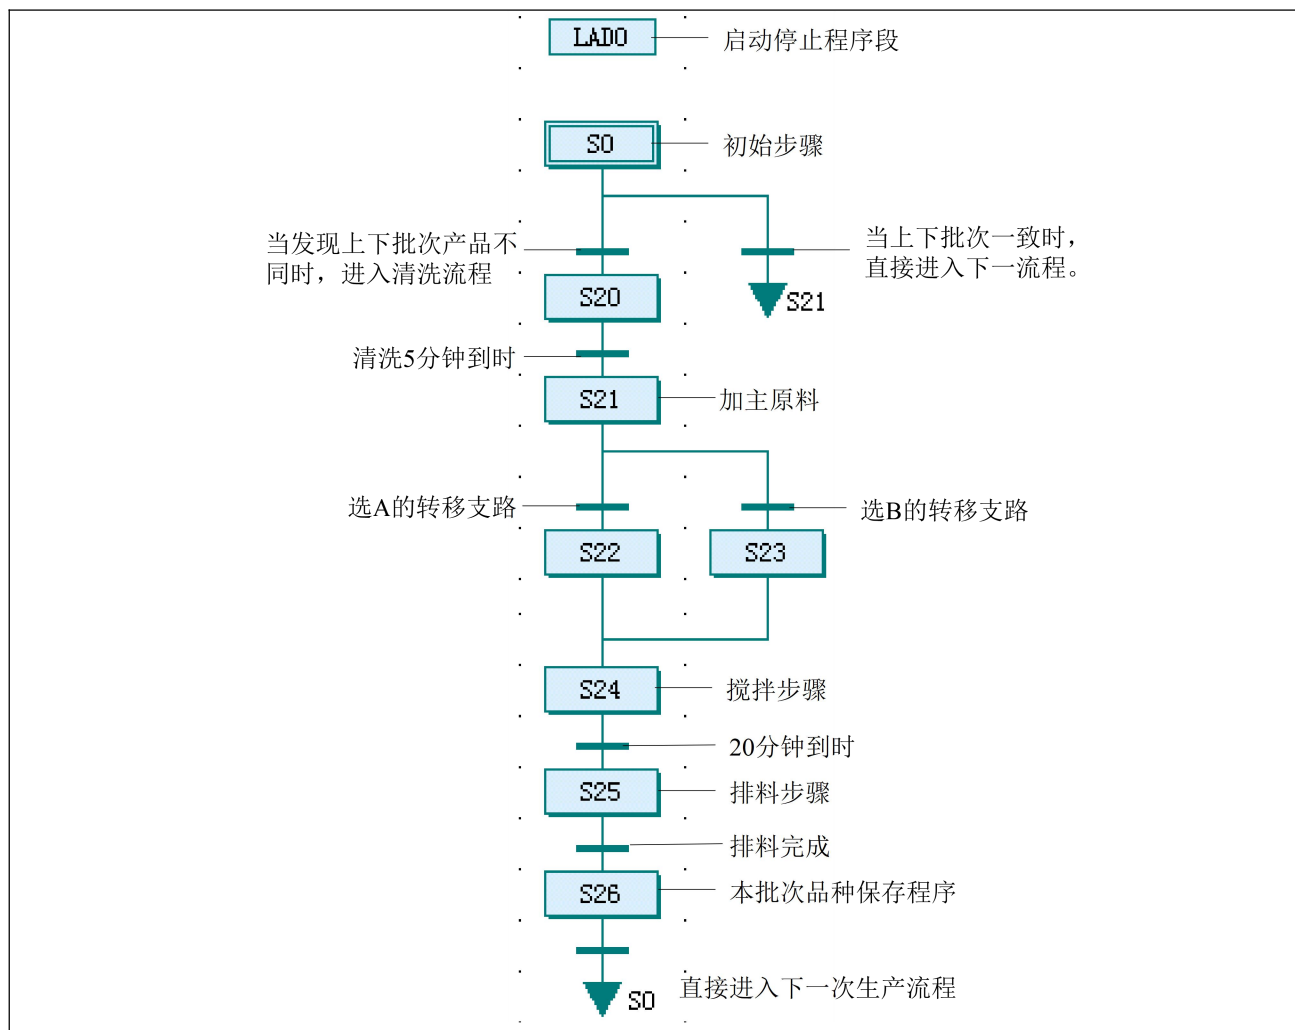 LAD0
启动停止程序段
S0
初始步骤
当发现上下批次产品不
同时，进入清洗流程
当上下批次一致时，
直接进入下一流程。
S20
S21
清洗5分钟到时
S21
加主原料
选A的转移支路
选B的转移支路
S22
S23
S24
搅拌步骤
20分钟到时
S25
排料步骤
排料完成
S26
本批次品种保存程序
S0
直接进入下一次生产流程